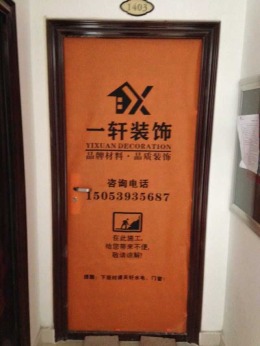 1403
一轩装饰
YIXUAN DECORATION
品牌材料·品质装饰
咨询电话
15053935687
在此施工,
给您带来不便,
敬请谅解!